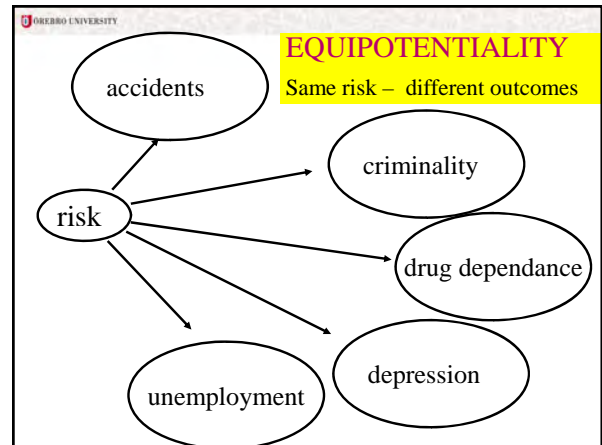 ÖREBRO UNIVERSITY
EQUIPOTENTIALITY
Same risk – different outcomes
accidents
criminality
risk
drug dependance
depression
unemployment